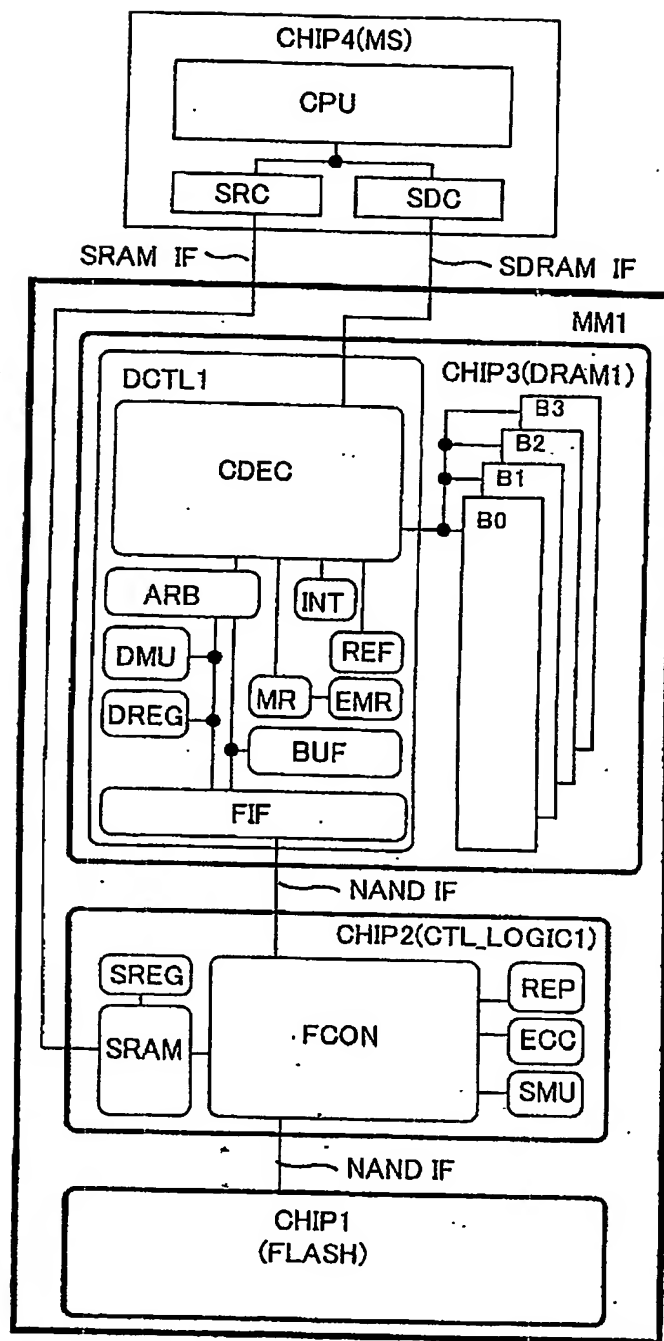 CHIP4(MS)
CPU
SRC
SDC
SRAM IF
SDRAM IF
MM1
DCTL1
CHIP3(DRAM1)
CDEC
B3
B2
B1
B0
ARB
INT
DMU
REF
DREG
MR
EMR
BUF
FIF
NAND IF
CHIP2(CTL_LOGIC1)
SREG
SRAM
FCON
REP
ECC
SMU
NAND IF
CHIP1
(FLASH)